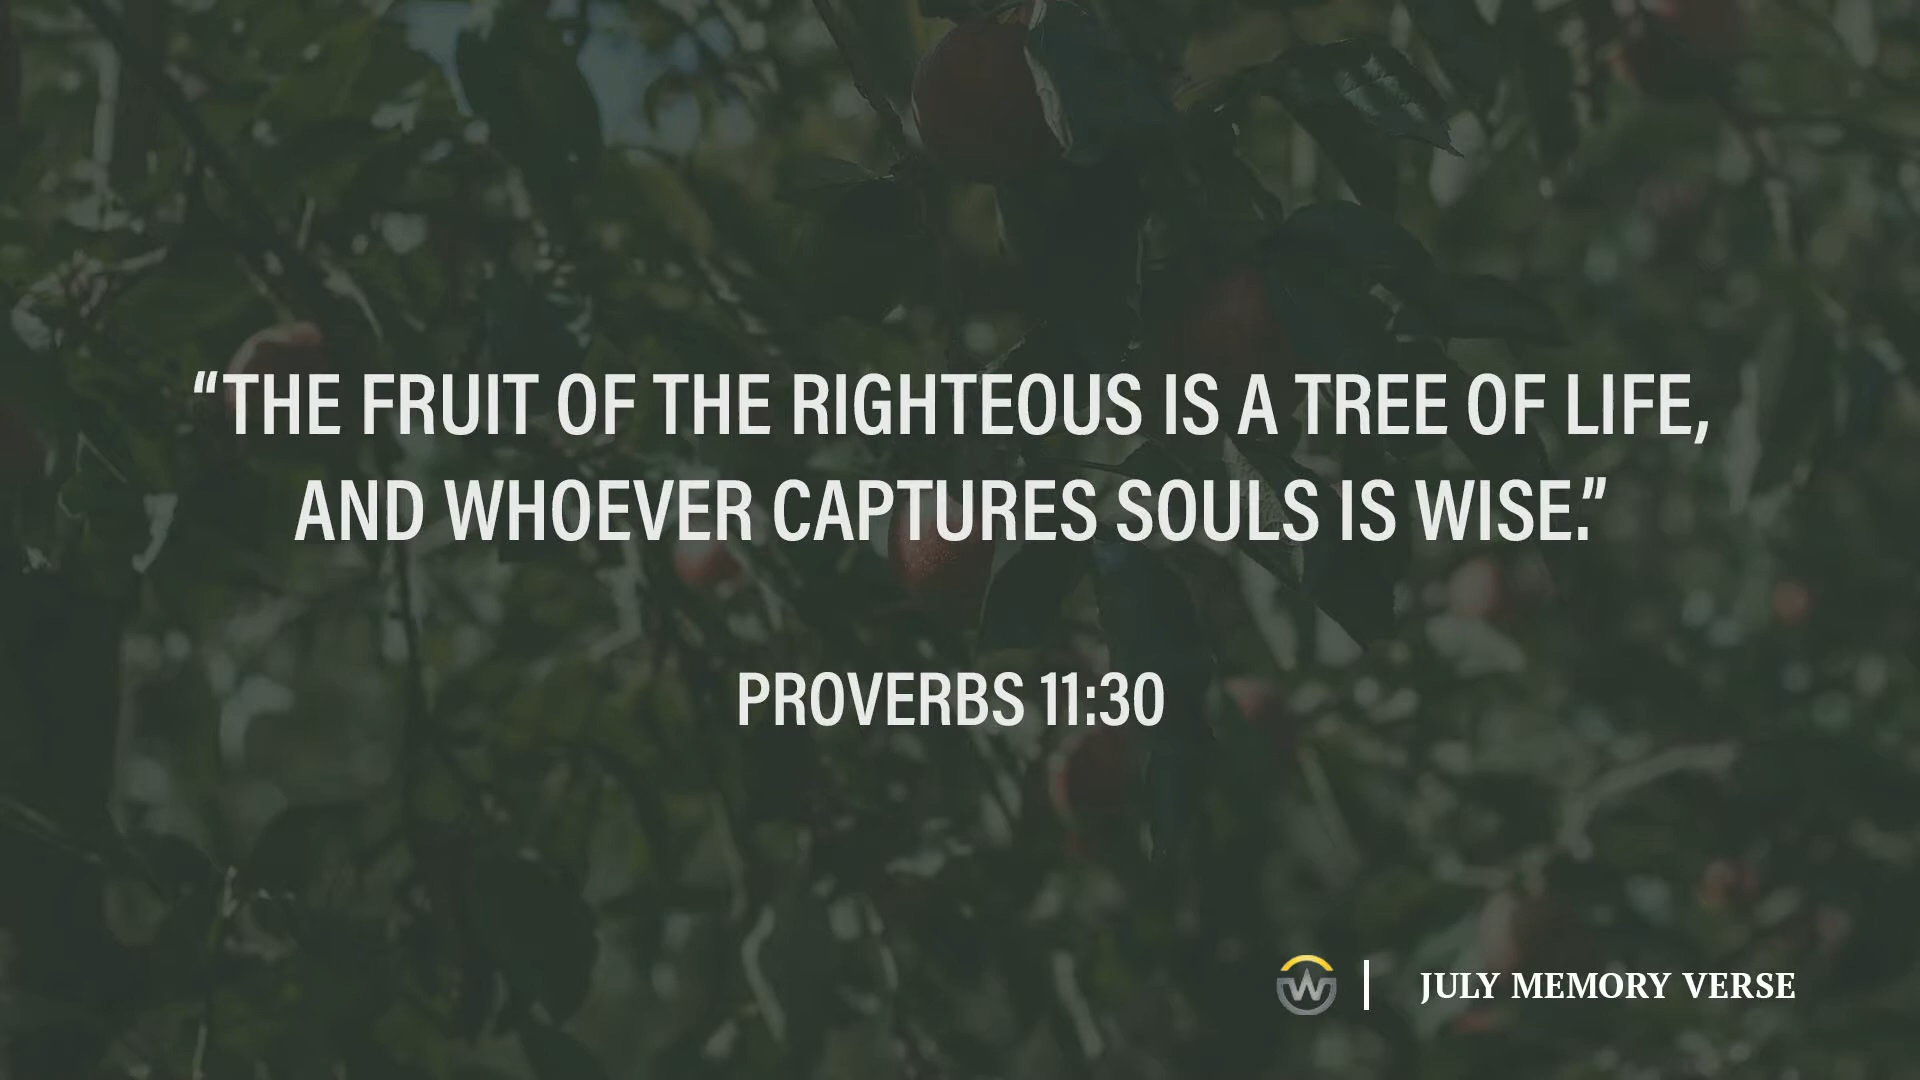 “THE FRUIT OF THE RIGHTEOUS IS A TREE OF LIFE,
AND WHOEVER CAPTURES SOULS IS WISE.”
PROVERBS 11:30
W | JULY MEMORY VERSE